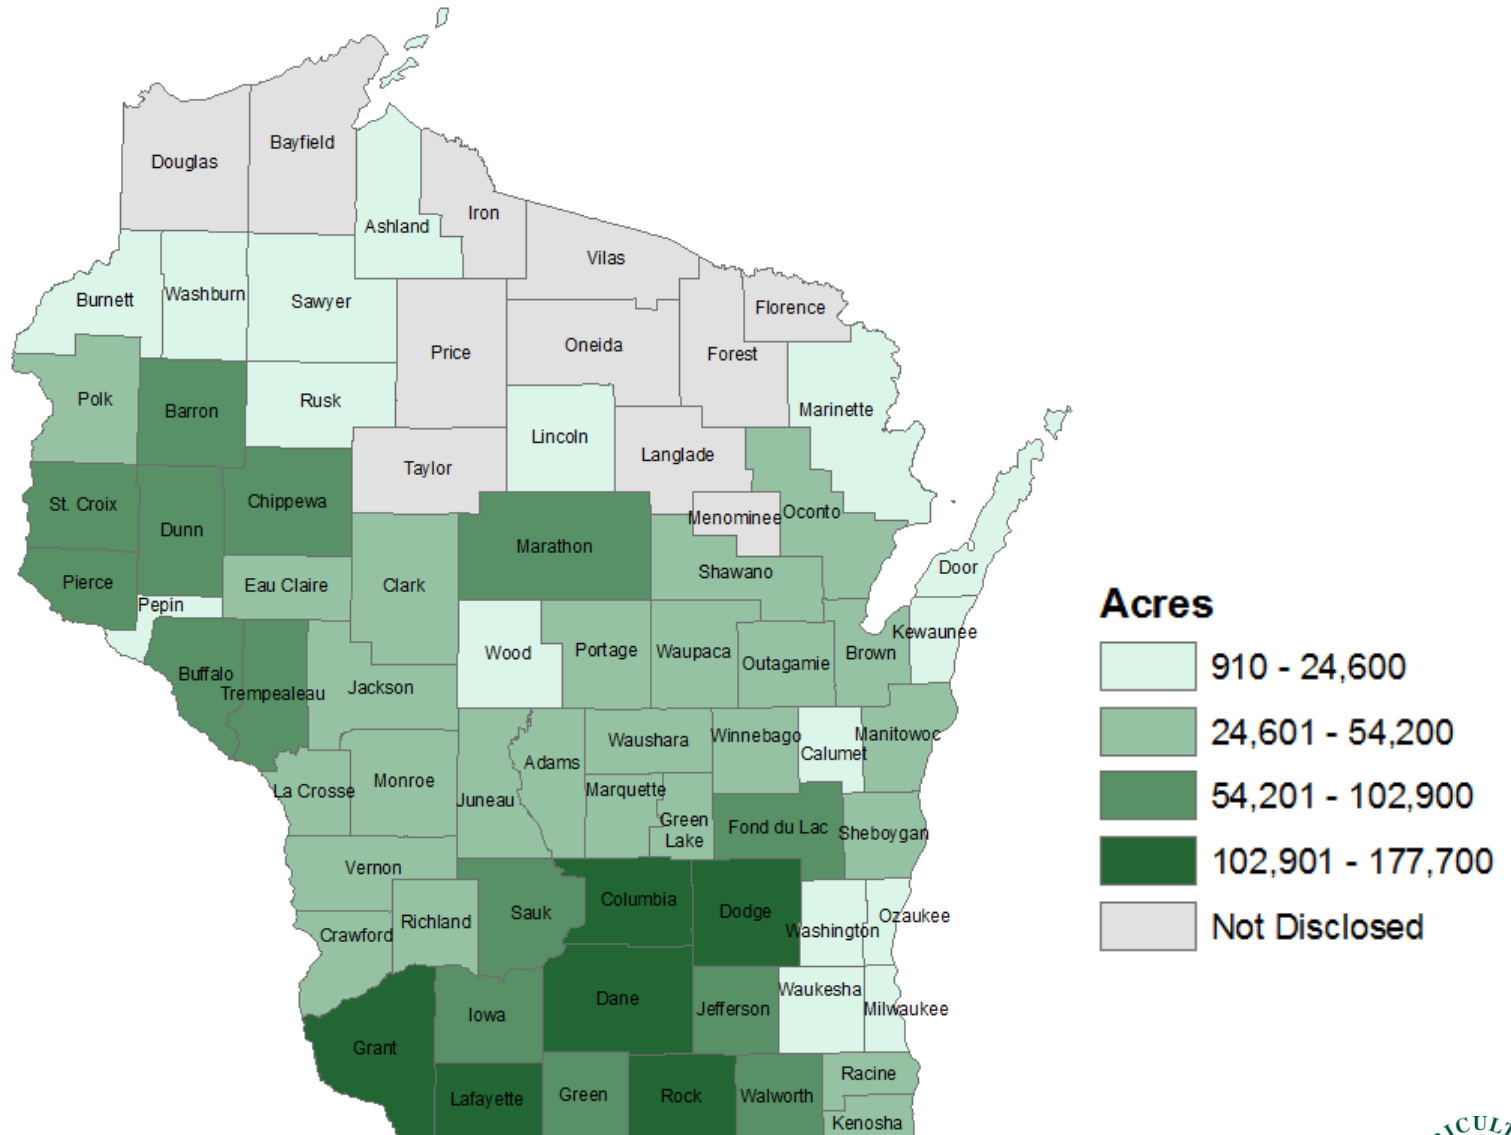 Douglas
Bayfield
Ashland
Iron
Vilas
Burnett
Washburn
Sawyer
Price
Oneida
Forest
Florence
Polk
Barron
Rusk
Lincoln
Langlade
Marinette
Taylor
St. Croix
Dunn
Chippewa
Marathon
Menominee
Oconto
Pierce
Pepin
Eau Claire
Clark
Shawano
Door
Buffalo
Trempealeau
Jackson
Wood
Portage
Waupaca
Outagamie
Brown
Kewaunee
La Crosse
Monroe
Juneau
Adams
Waushara
Marquette
Green
Lake
Winnebago
Calumet
Manitowoc
Fond du Lac
Sheboygan
Vernon
Crawford
Richland
Sauk
Columbia
Dodge
Washington
Ozaukee
Grant
Iowa
Dane
Jefferson
Waukesha
Milwaukee
Lafayette
Green
Rock
Walworth
Racine
Kenosha
Acres
910 - 24,600
24,601 - 54,200
54,201 - 102,900
102,901 - 177,700
Not Disclosed